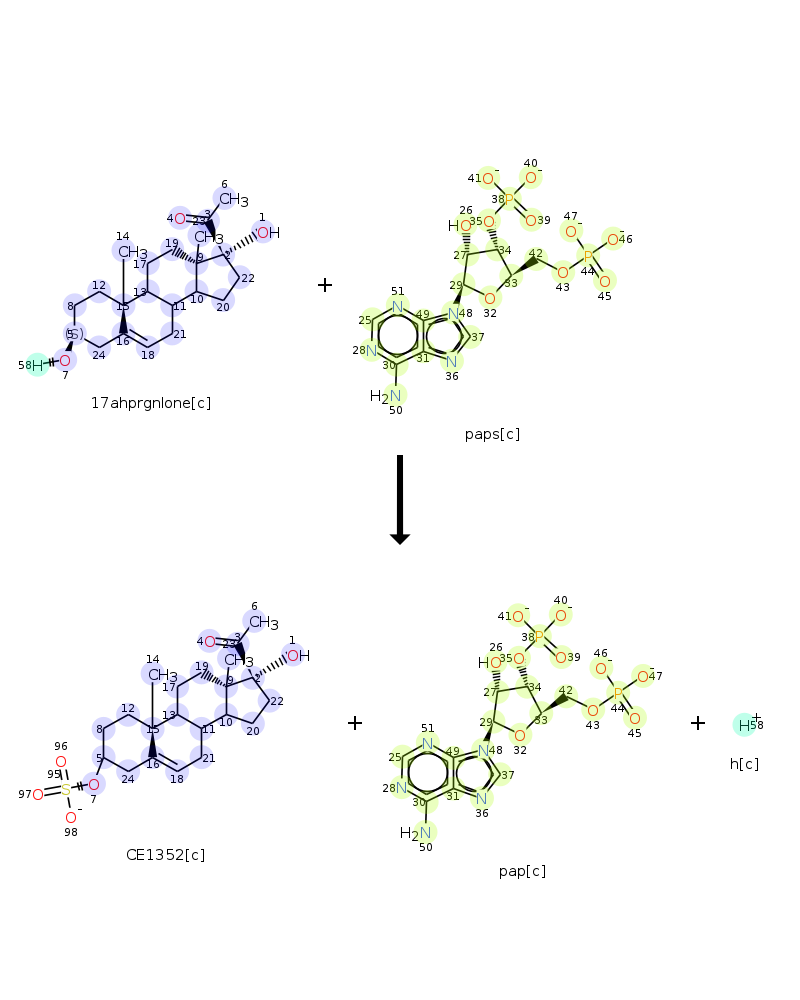 6
40
41 O- O-
4 O 3 CH3 1 38 P
23 26 35 O O 39 47
14 CH3 OH HO O- O- 46
CH3 19 9 2 27 34 42 P 44
17 22 29 33 O O
12 13 10 20 51 O 43 45
8 15 11 N 49 N 48 32
5 (S) 16 21 25 37
24 18 28 N 31 N
58 H O 30 36
7 H2N
50
17ahprgnlone[c]
paps[c]
6
40
41 O- O-
4 O 3 CH3 1 38 P
23 26 35 O O 39 46
14 CH3 OH HO O- O- 47
CH3 19 9 2 27 34 42 P 44
17 22 29 33 O O
12 13 10 20 51 O 43 45
8 15 11 N 49 N 48 32 H+ 58
96 5 16 21 25 37
O 24 18 28 N 31 N h[c]
95 O 30 36
97 O S 7 H2N
O- 50
98
CE1352[c]
pap[c]